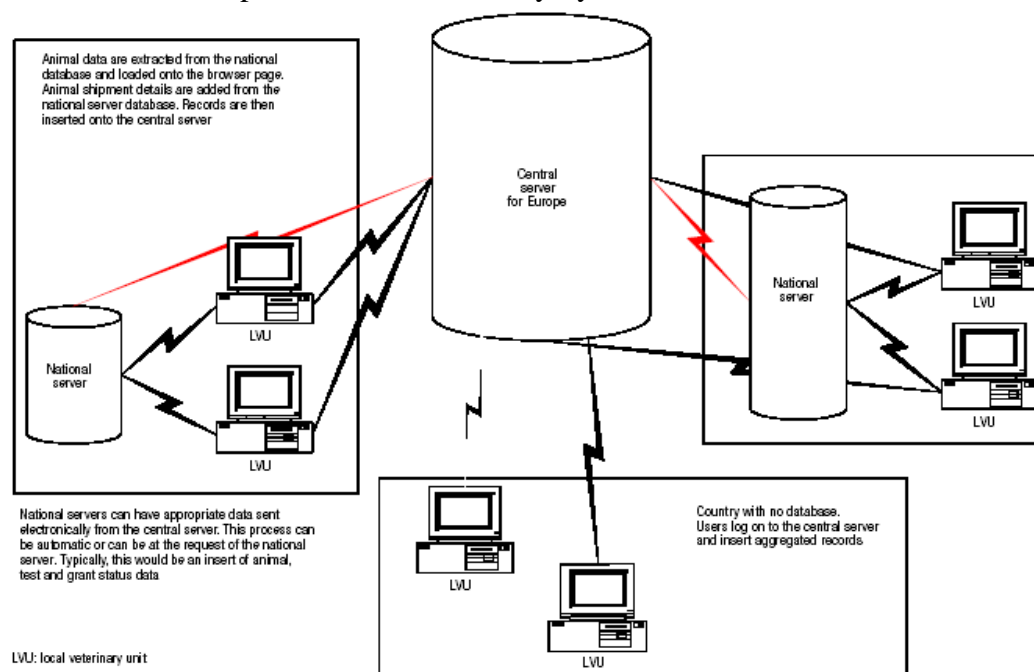 Animal data are extracted from the national
database and loaded onto the browser page.
Animal shipment details are added from the
national server database. Records are then
inserted onto the central server
Central
server
for Europe
National
server
LVU
LVU
National
server
LVU
LVU
National servers can have appropriate data sent
electronically from the central server. This process can
be automatic or can be at the request of the national
server. Typically, this would be an insert of animal,
test and grant status data
Country with no database.
Users log on to the central server
and insert aggregated records
LVU
LVU
LVU: local veterinary unit